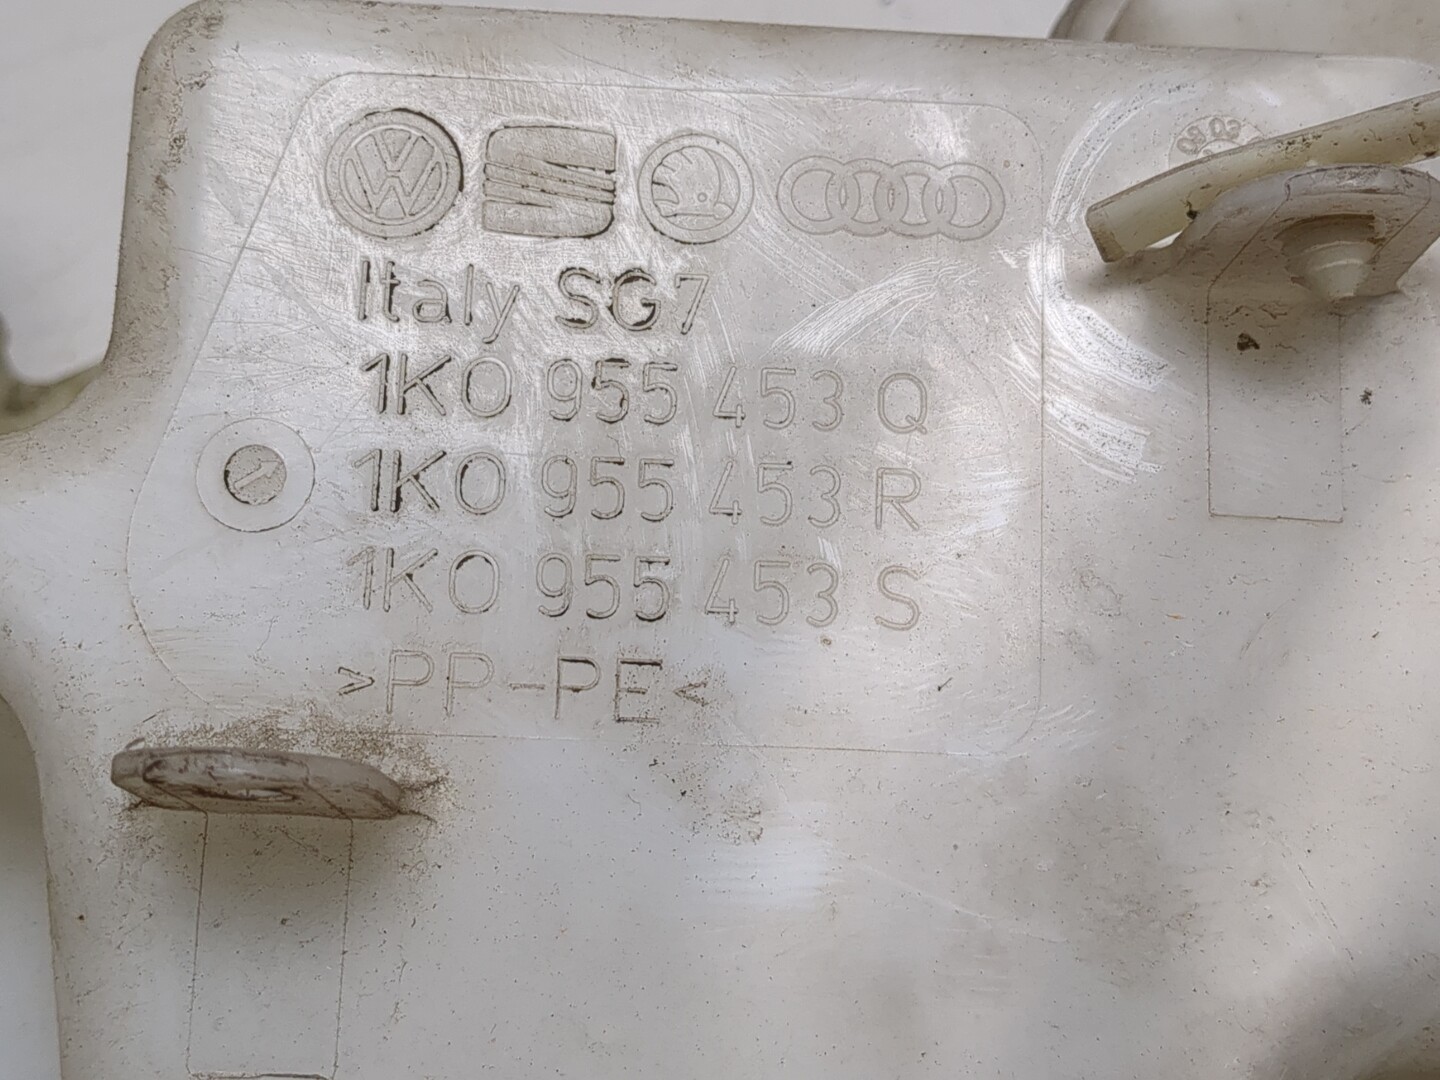 Italy SG7
1K0 955 453 Q
1K0 955 453 R
1K0 955 453 S
>PP-PE<